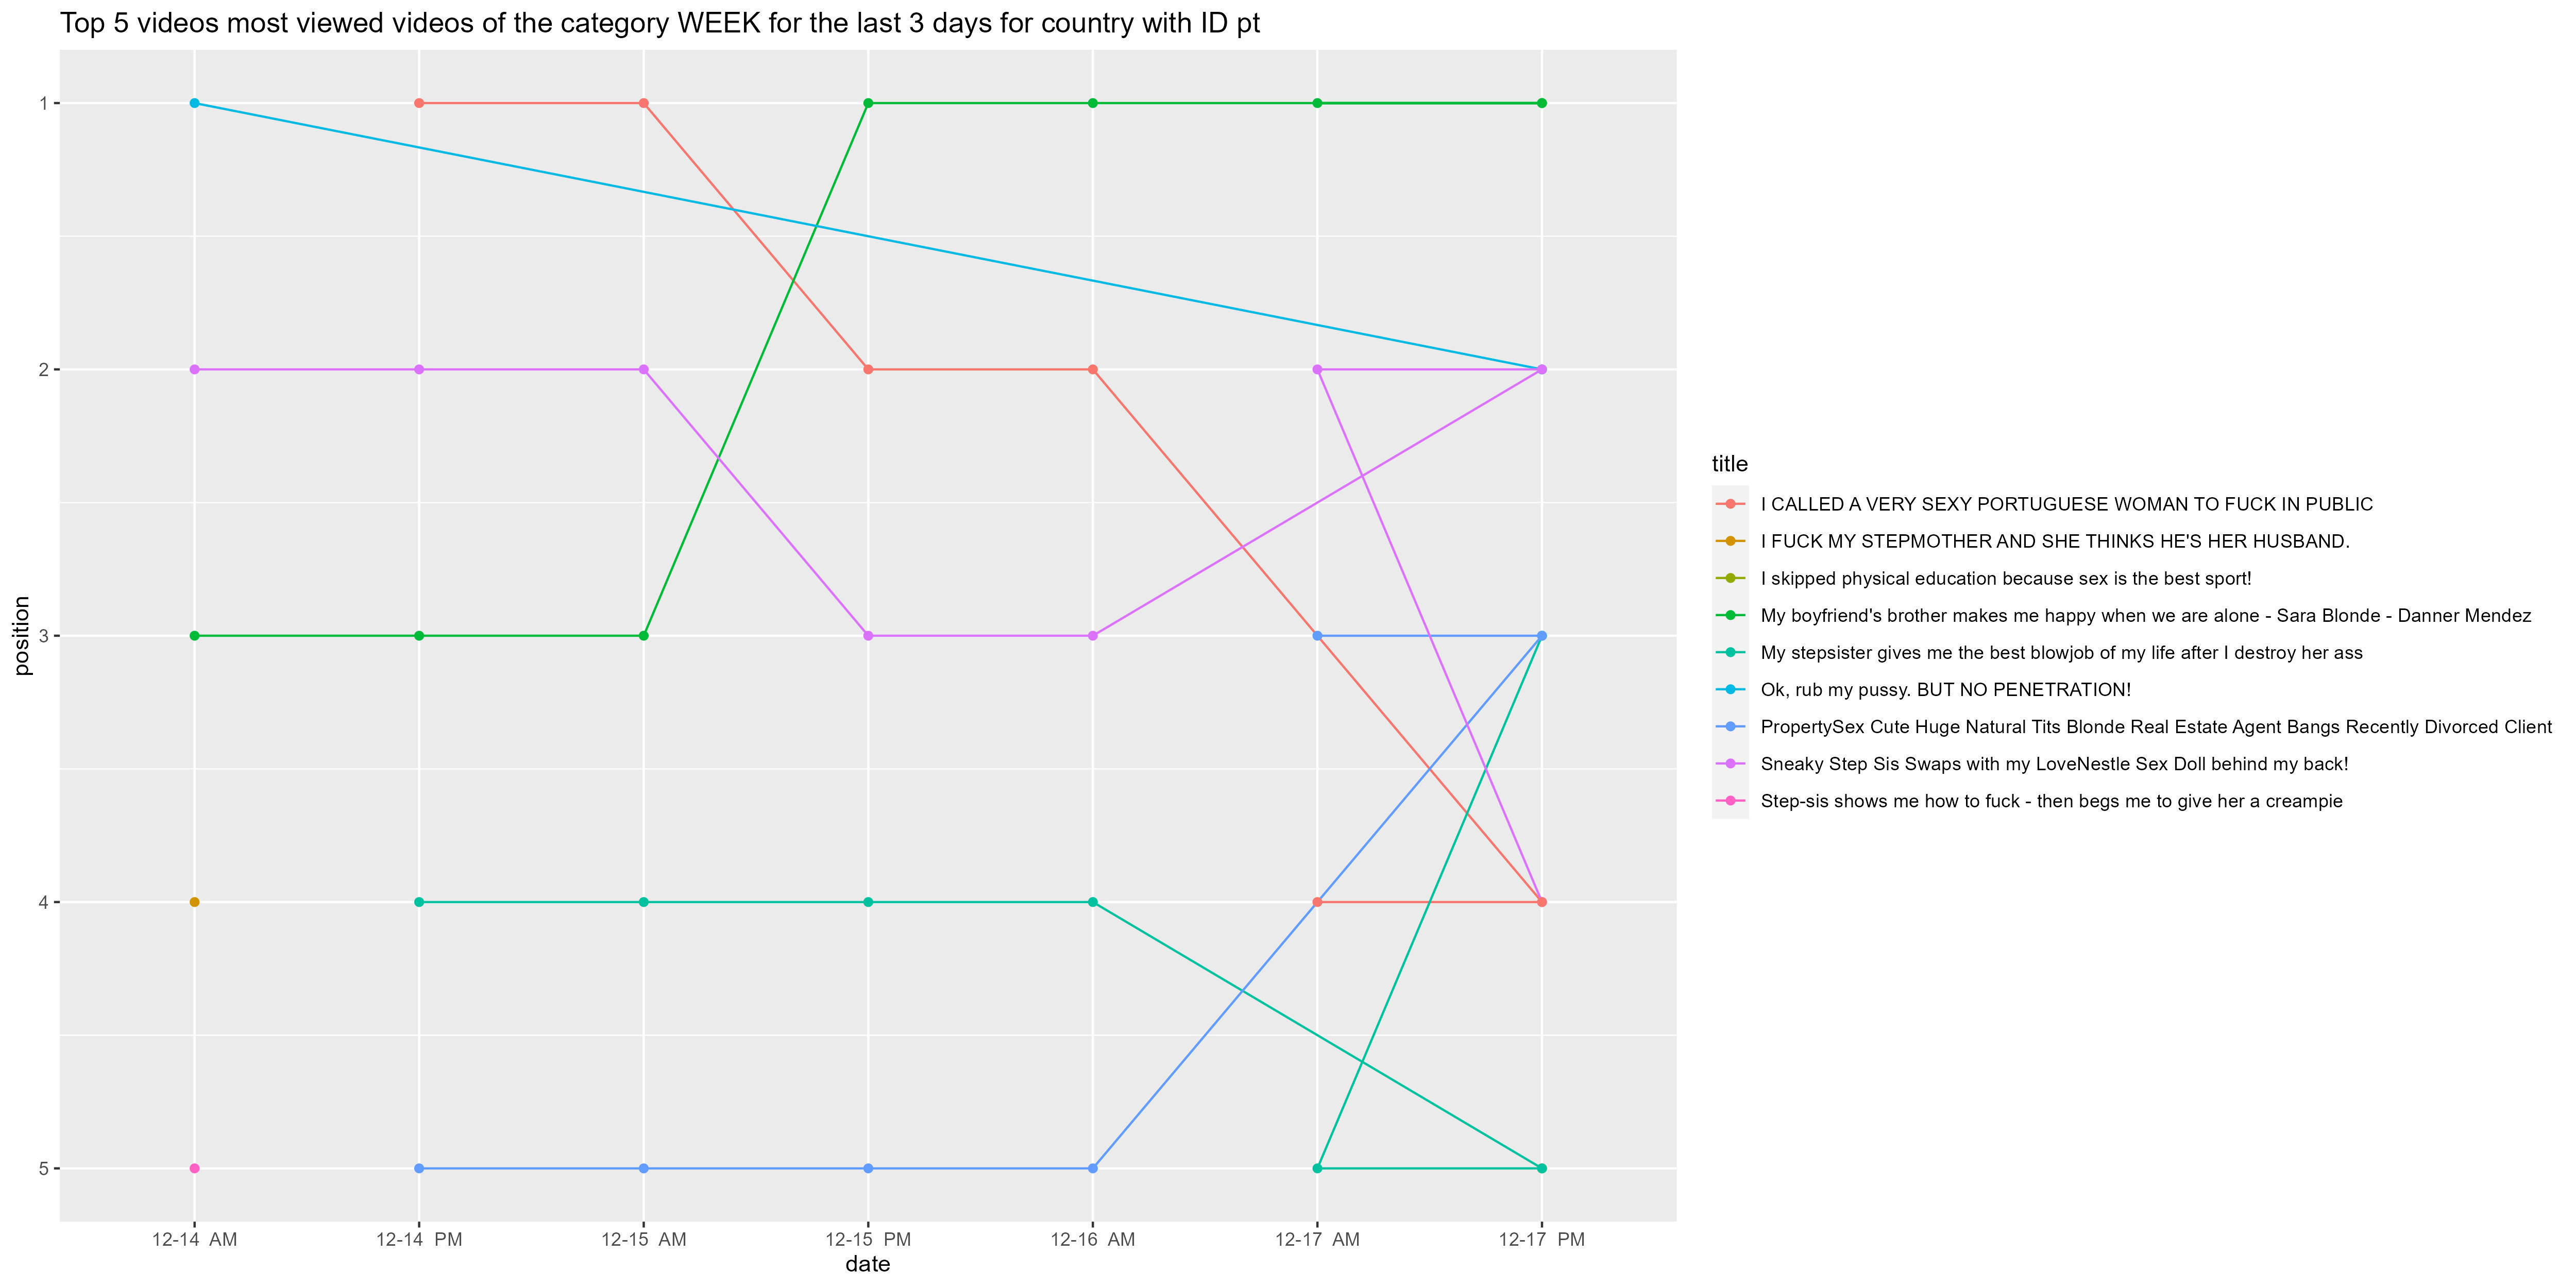 Top 5 videos most viewed videos of the category WEEK for the last 3 days for country with ID pt
position
1
2
3
4
5
12-14 AM
12-14 PM
12-15 AM
12-15 PM
12-16 AM
12-17 AM
12-17 PM
date
title
I CALLED A VERY SEXY PORTUGUESE WOMAN TO FUCK IN PUBLIC
I FUCK MY STEPMOTHER AND SHE THINKS HE'S HER HUSBAND.
I skipped physical education because sex is the best sport!
My boyfriend's brother makes me happy when we are alone - Sara Blonde - Danner Mendez
My stepsister gives me the best blowjob of my life after I destroy her ass
Ok, rub my pussy. BUT NO PENETRATION!
PropertySex Cute Huge Natural Tits Blonde Real Estate Agent Bangs Recently Divorced Client
Sneaky Step Sis Swaps with my LoveNestle Sex Doll behind my back!
Step-sis shows me how to fuck - then begs me to give her a creampie